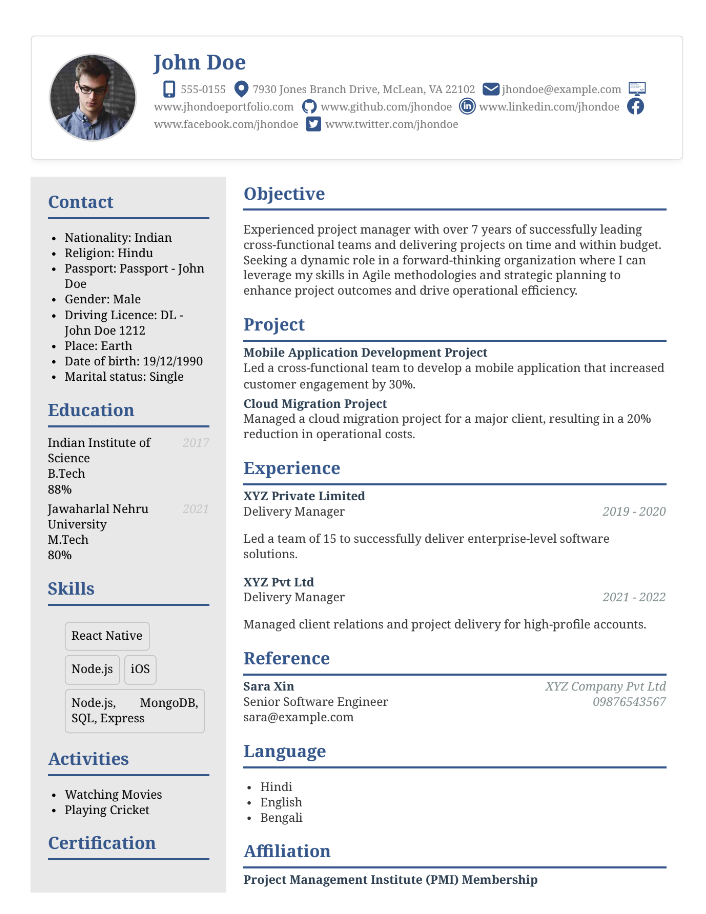 John Doe
555-0155 7930 Jones Branch Drive, McLean, VA 22102 jhondoe@example.com
www.jhondoeportfolio.com www.github.com/jhondoe www.linkedin.com/jhondoe
www.facebook.com/jhondoe www.twitter.com/jhondoe
Contact
• Nationality: Indian
• Religion: Hindu
• Passport: Passport - John
Doe
• Gender: Male
• Driving Licence: DL -
John Doe 1212
• Place: Earth
• Date of birth: 19/12/1990
• Marital status: Single
Education
Indian Institute of 2017
Science
B.Tech
88%
Jawaharlal Nehru 2021
University
M.Tech
80%
Skills
React Native
Node.js iOS
Node.js, MongoDB,
SQL, Express
Activities
• Watching Movies
• Playing Cricket
Certification
Objective
Experienced project manager with over 7 years of successfully leading
cross-functional teams and delivering projects on time and within budget.
Seeking a dynamic role in a forward-thinking organization where I can
leverage my skills in Agile methodologies and strategic planning to
enhance project outcomes and drive operational efficiency.
Project
Mobile Application Development Project
Led a cross-functional team to develop a mobile application that increased
customer engagement by 30%.
Cloud Migration Project
Managed a cloud migration project for a major client, resulting in a 20%
reduction in operational costs.
Experience
XYZ Private Limited
Delivery Manager 2019 - 2020
Led a team of 15 to successfully deliver enterprise-level software
solutions.
XYZ Pvt Ltd
Delivery Manager 2021 - 2022
Managed client relations and project delivery for high-profile accounts.
Reference
Sara Xin XYZ Company Pvt Ltd
Senior Software Engineer 09876543567
sara@example.com
Language
• Hindi
• English
• Bengali
Affiliation
Project Management Institute (PMI) Membership